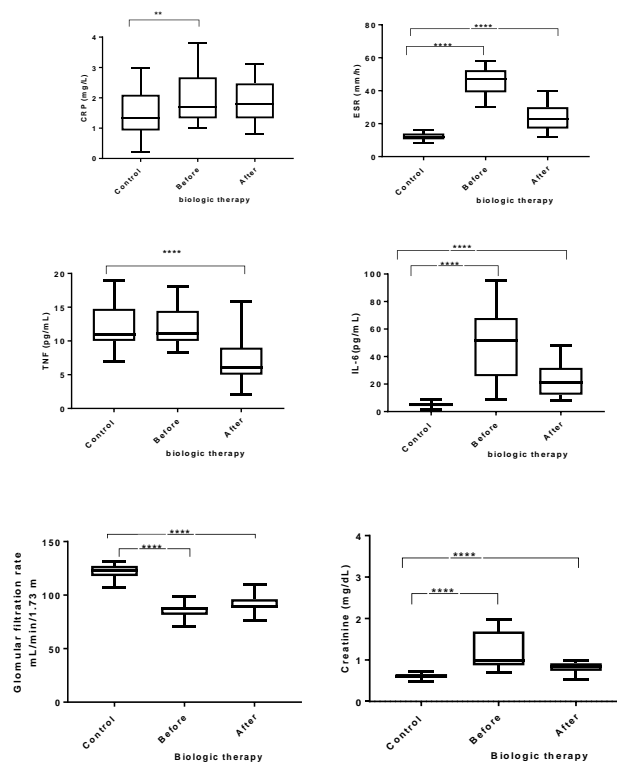 **
CRP (mg/L)
4
3
2
1
0
Control
Before
After
biologic therapy
****
****
ESR (mm/h)
80
60
40
20
0
Control
Before
After
biologic therapy
****
TNF (pg/mL)
20
15
10
5
0
Control
Before
After
biologic therapy
****
****
IL-6(pg/mL)
100
80
60
40
20
0
Control
Before
After
biologic therapy
****
****
Glomular filtration rate
mL/min/1.73 m
150
100
50
0
Control
Before
After
Biologic therapy
****
****
Creatinine (mg/dL)
4
3
2
1
0
Control
Before
After
Biologic therapy